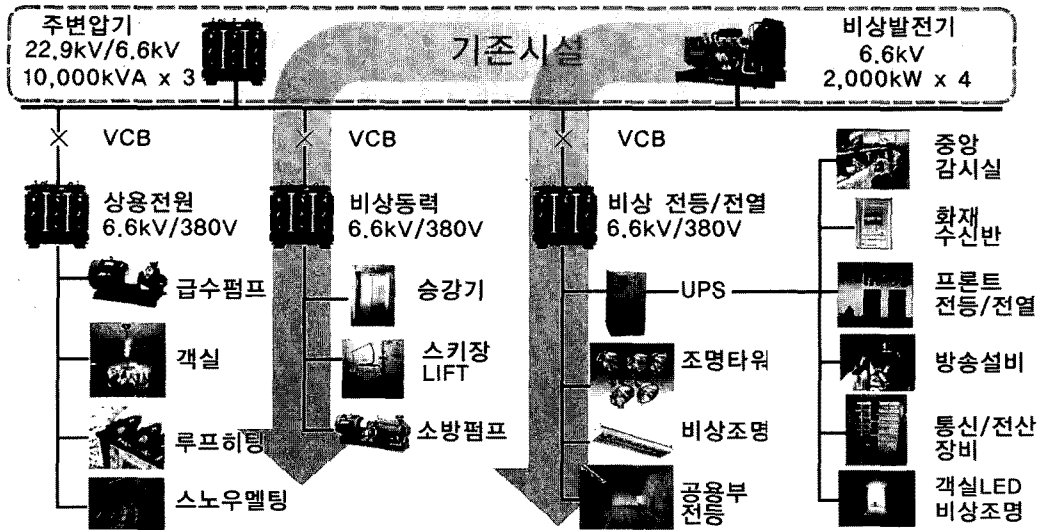 주변압기
22.9kV/6.6kV
10,000kVA x 3
기존시설
비상발전기
6.6kV
2,000kW x 4
VCB
VCB
VCB
상용전원
6.6kV/380V
비상동력
6.6kV/380V
비상 전등/전열
6.6kV/380V
급수펌프
객실
루프히팅
스노우멜팅
승강기
스키장
LIFT
소방펌프
UPS
조명타워
비상조명
공용부
전등
중앙
감시실
화재
수신반
프론트
전등/전열
방송설비
통신/전산
장비
객실LED
비상조명